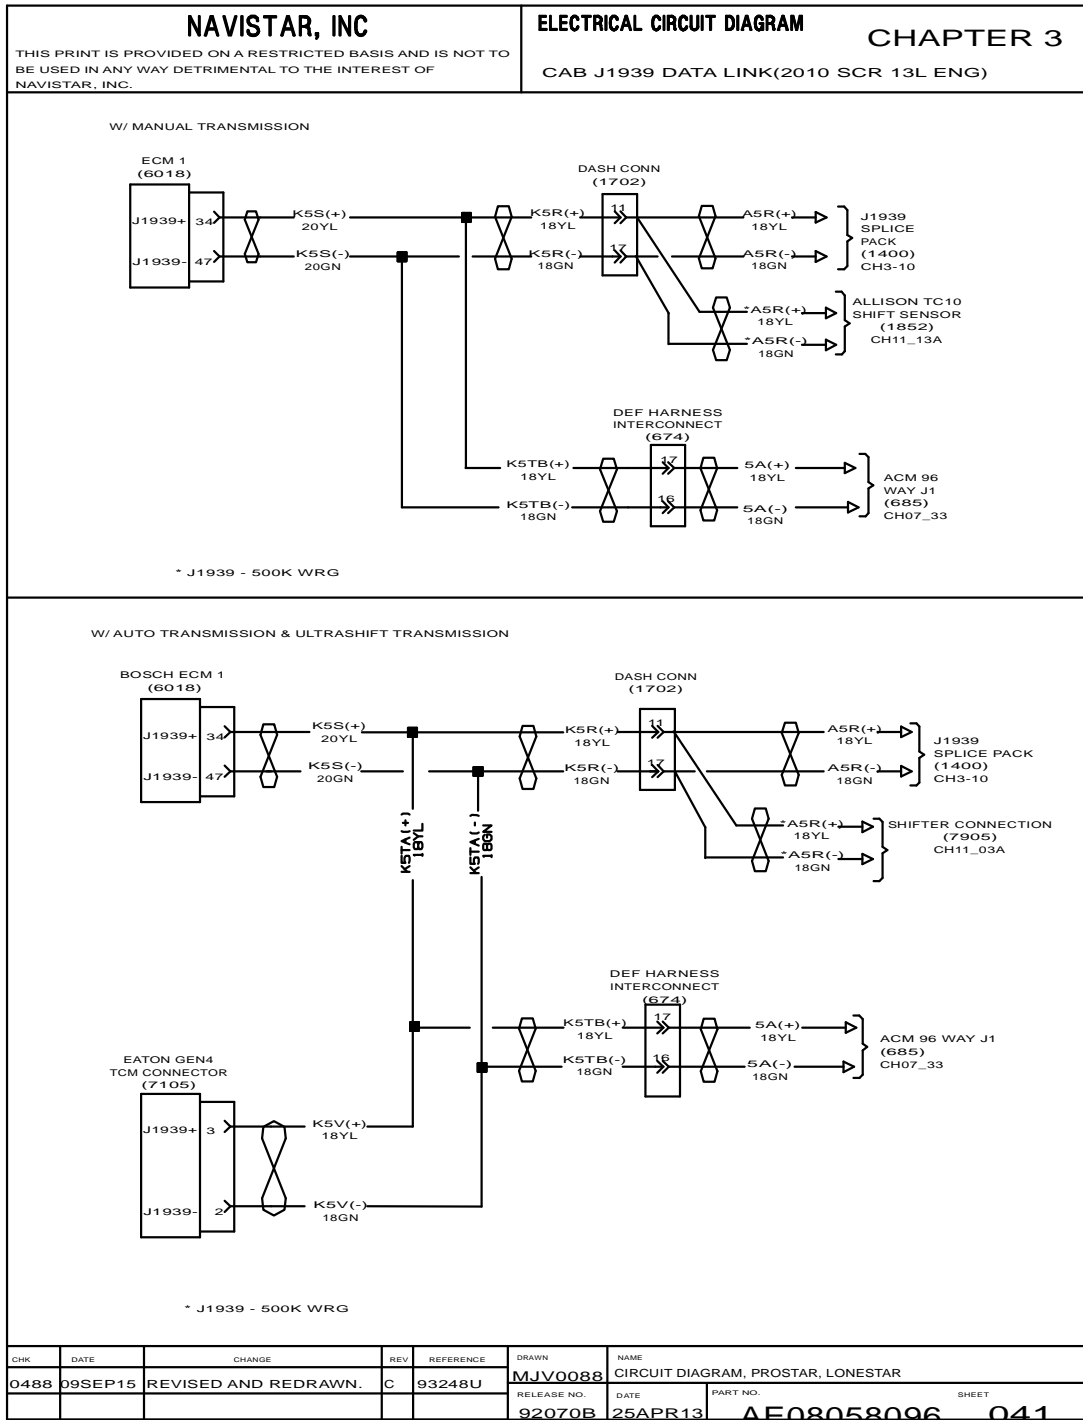 NAVISTAR, INC
THIS PRINT IS PROVIDED ON A RESTRICTED BASIS AND IS NOT TO
BE USED IN ANY WAY DETRIMENTAL TO THE INTEREST OF
NAVISTAR, INC.
ELECTRICAL CIRCUIT DIAGRAM
CHAPTER 3
CAB J1939 DATA LINK(2010 SCR 13L ENG)
W/ MANUAL TRANSMISSION
ECM 1
(6018)
J1939+ 34
J1939- 47
K5S(+)
20YL
K5S(-)
20GN
K5R(+)
18YL
K5R(-)
18GN
DASH CONN
(1702)
11
17
A5R(+)
18YL
A5R(-)
18GN
J1939
SPLICE
PACK
(1400)
CH3-10
*A5R(+)
18YL
*A5R(-)
18GN
ALLISON TC10
SHIFT SENSOR
(1852)
CH11_13A
DEF HARNESS
INTERCONNECT
(674)
K5TB(+)
18YL
K5TB(-)
18GN
17
16
5A(+)
18YL
5A(-)
18GN
ACM 96
WAY J1
(685)
CH07_33
* J1939 - 500K WRG
W/ AUTO TRANSMISSION & ULTRASHIFT TRANSMISSION
BOSCH ECM 1
(6018)
J1939+ 34
J1939- 47
K5S(+)
20YL
K5S(-)
20GN
K5R(+)
18YL
K5R(-)
18GN
DASH CONN
(1702)
11
17
A5R(+)
18YL
A5R(-)
18GN
J1939
SPLICE PACK
(1400)
CH3-10
K5TA(+)
18YL
K5TA(-)
18GN
*A5R(+)
18YL
*A5R(-)
18GN
SHIFTER CONNECTION
(7905)
CH11_03A
DEF HARNESS
INTERCONNECT
(674)
K5TB(+)
18YL
K5TB(-)
18GN
17
16
5A(+)
18YL
5A(-)
18GN
ACM 96 WAY J1
(685)
CH07_33
EATON GEN4
TCM CONNECTOR
(7105)
J1939+ 3
J1939- 2
K5V(+)
18YL
K5V(-)
18GN
* J1939 - 500K WRG
CHK DATE CHANGE REV REFERENCE
0488 09SEP15 REVISED AND REDRAWN. C 93248U
DRAWN
MJV0088
NAME
CIRCUIT DIAGRAM, PROSTAR, LONESTAR
RELEASE NO. DATE PART NO. SHEET
92070B 25APR13 AE08058096 041